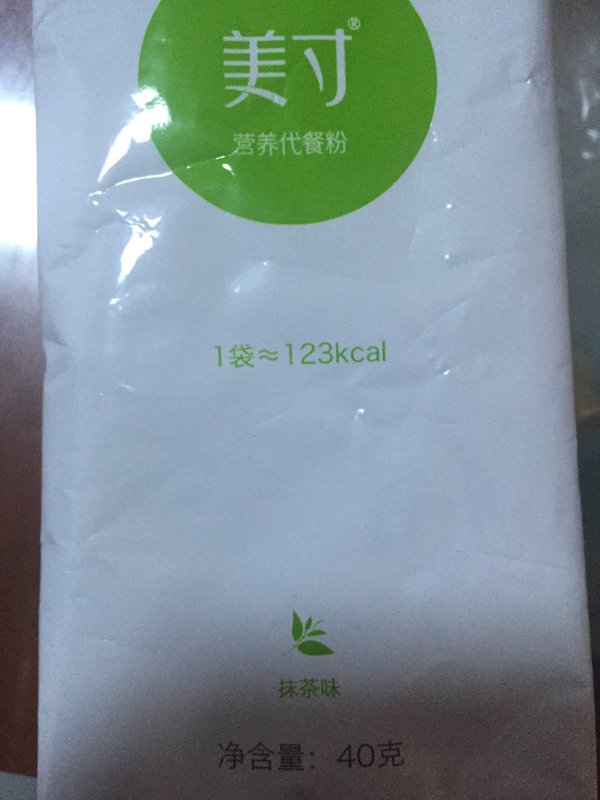 美寸®
营养代餐粉
1袋≈123kcal
抹茶味
净含量：40克